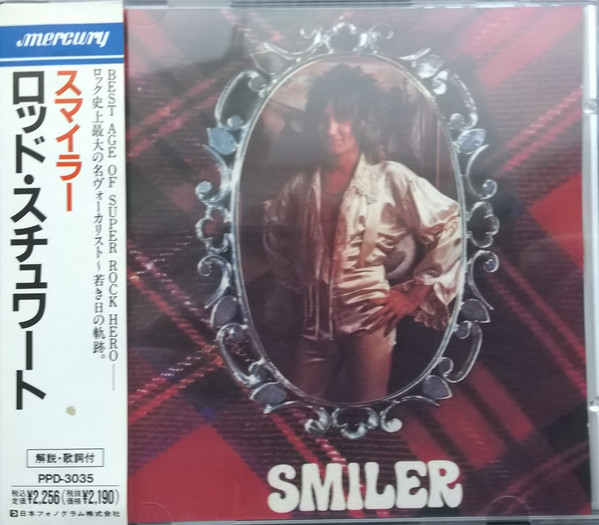 mercury
スマイラー
ロッド・スチュワート
BEST AGE OF SUPER ROCK HERO——
ロック史上最大の名ヴォーカリスト～若き日の軌跡。
解説・歌詞付
PPD-3035
税込定価¥2,256(税抜価格¥2,190)
日本フォノグラム株式会社
SMILER